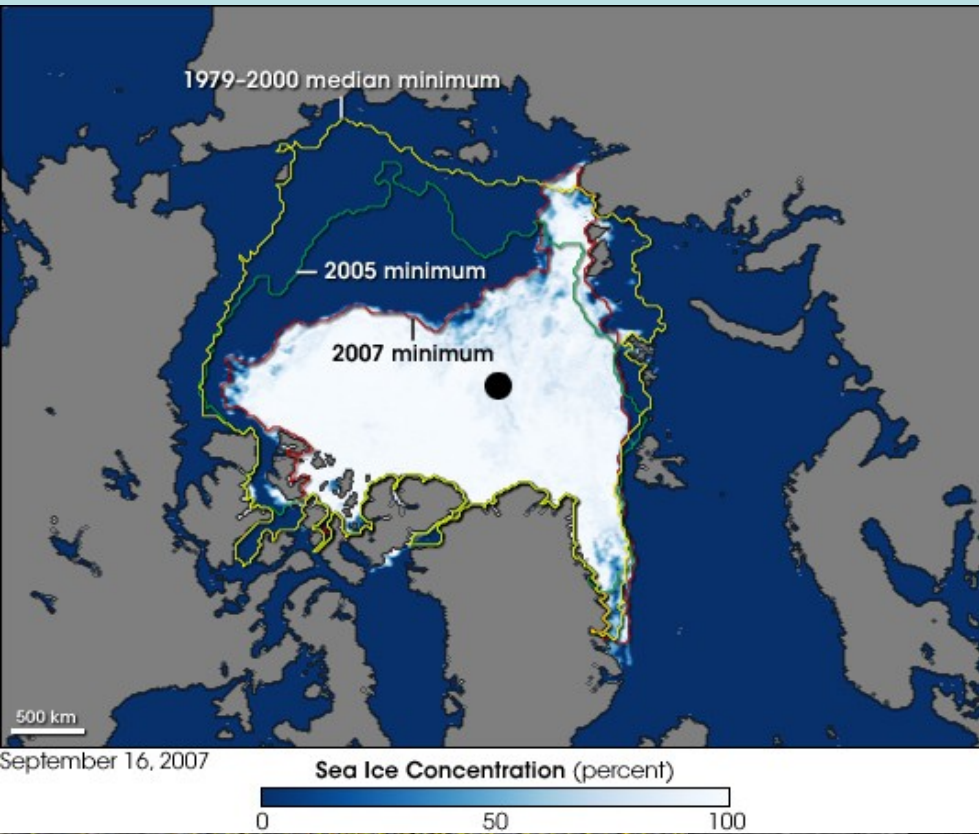 1979–2000 median minimum
2005 minimum
2007 minimum
500 km
September 16, 2007
Sea Ice Concentration (percent)
0 50 100